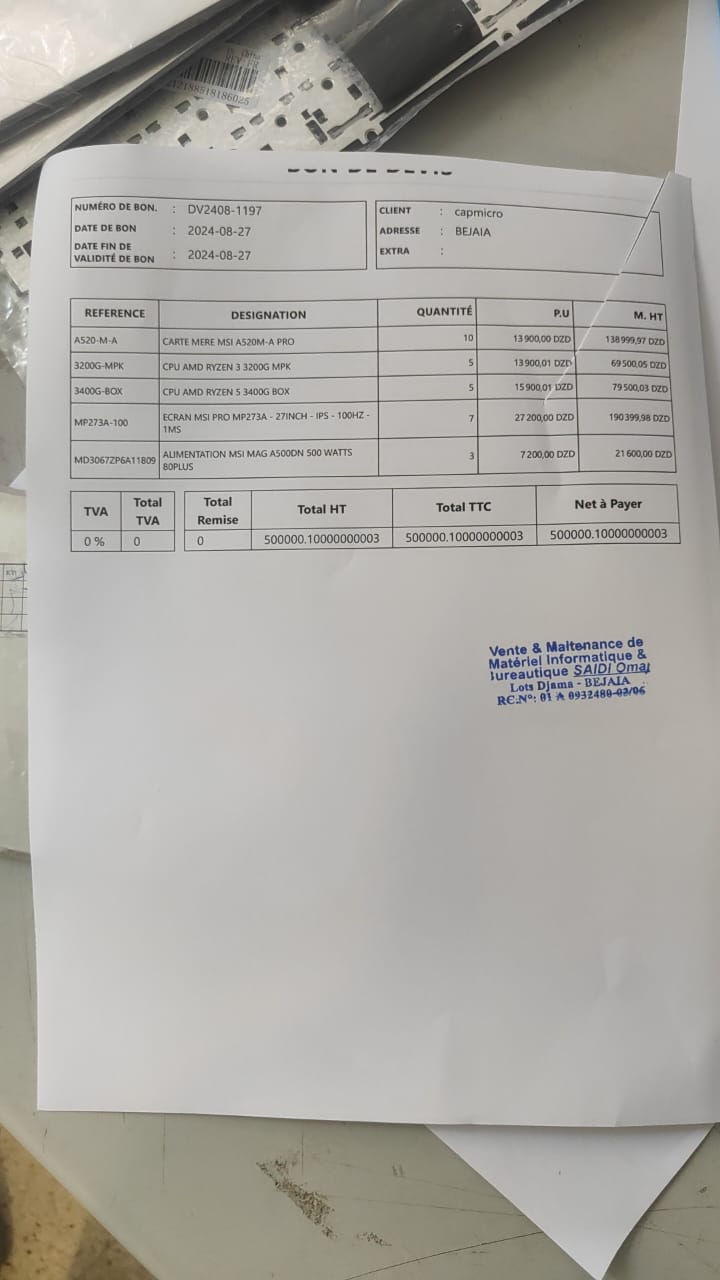 BON DE DEVIS
NUMÉRO DE BON. : DV2408-1197
DATE DE BON : 2024-08-27
DATE FIN DE
VALIDITÉ DE BON : 2024-08-27
CLIENT : capmicro
ADRESSE : BEJAIA
EXTRA :
REFERENCE DESIGNATION QUANTITÉ P.U M. HT
A520-M-A CARTE MERE MSI A520M-A PRO 10 13 900,00 DZD 138 999,97 DZD
3200G-MPK CPU AMD RYZEN 3 3200G MPK 5 13 900,01 DZD 69 500,05 DZD
3400G-BOX CPU AMD RYZEN 5 3400G BOX 5 15 900,01 DZD 79 500,03 DZD
MP273A-100 ECRAN MSI PRO MP273A - 27INCH - IPS - 100HZ - 7 27 200,00 DZD 190 399,98 DZD
1MS
MD3067ZP6A11809 ALIMENTATION MSI MAG A500DN 500 WATTS 3 7 200,00 DZD 21 600,00 DZD
80PLUS
TVA Total TVA Total Remise Total HT Total TTC Net à Payer
0 % 0 0 500000.10000000003 500000.10000000003 500000.10000000003
Vente & Maitenance de
Matériel Informatique &
Bureautique SAIDI Omar
Lots Djama - BEJAIA
RC.N°: 01 A 0932480-02/06